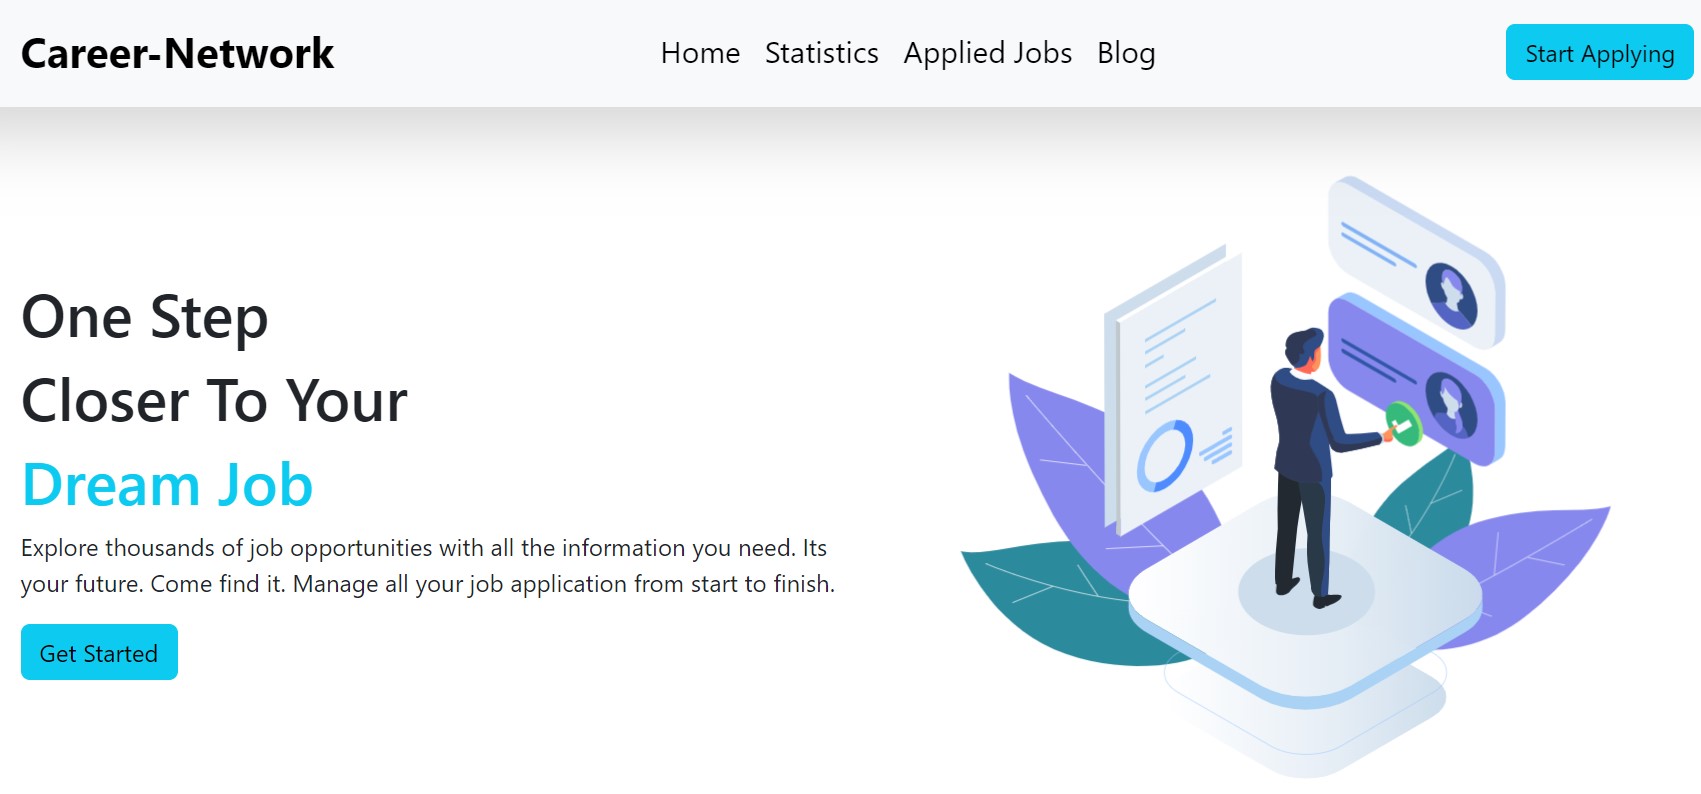 Career-Network
Home Statistics Applied Jobs Blog
Start Applying
One Step
Closer To Your
Dream Job
Explore thousands of job opportunities with all the information you need. Its
your future. Come find it. Manage all your job application from start to finish.
Get Started